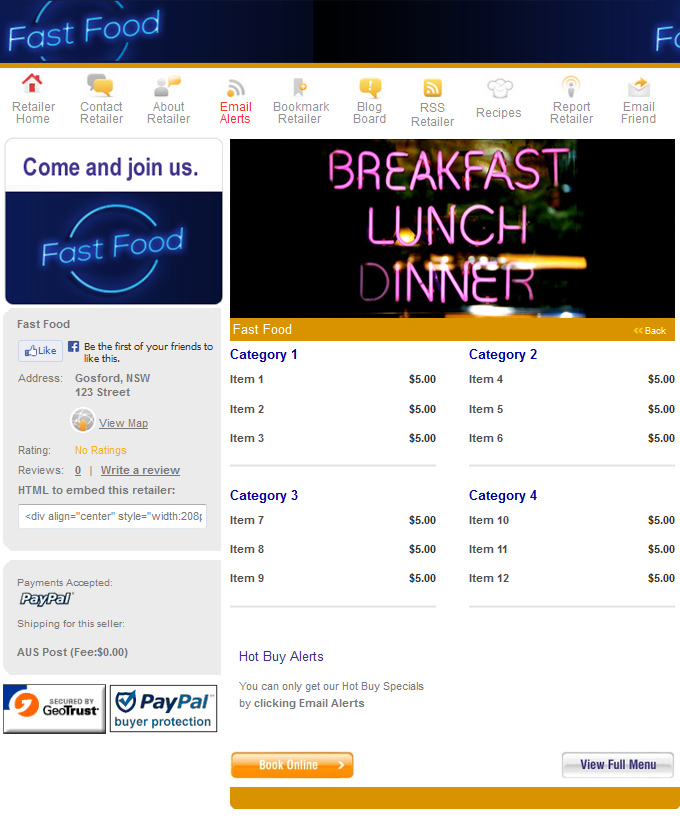 Fast Food
F
Retailer Home
Contact Retailer
About Retailer
Email Alerts
Bookmark Retailer
Blog Board
RSS Retailer
Recipes
Report Retailer
Email Friend
Come and join us.
Fast Food
BREAKFAST
LUNCH
DINNER
Fast Food
<< Back
Fast Food
Like
Be the first of your friends to
like this.
Address: Gosford, NSW
123 Street
View Map
Rating: No Ratings
Reviews: 0 | Write a review
HTML to embed this retailer:
<div align="center" style="width:208p
Payments Accepted:
PayPal
Shipping for this seller:
AUS Post (Fee:$0.00)
SECURED BY
GeoTrust
PayPal
buyer protection
Category 1
Item 1 $5.00
Item 2 $5.00
Item 3 $5.00
Category 2
Item 4 $5.00
Item 5 $5.00
Item 6 $5.00
Category 3
Item 7 $5.00
Item 8 $5.00
Item 9 $5.00
Category 4
Item 10 $5.00
Item 11 $5.00
Item 12 $5.00
Hot Buy Alerts
You can only get our Hot Buy Specials
by clicking Email Alerts
Book Online
View Full Menu